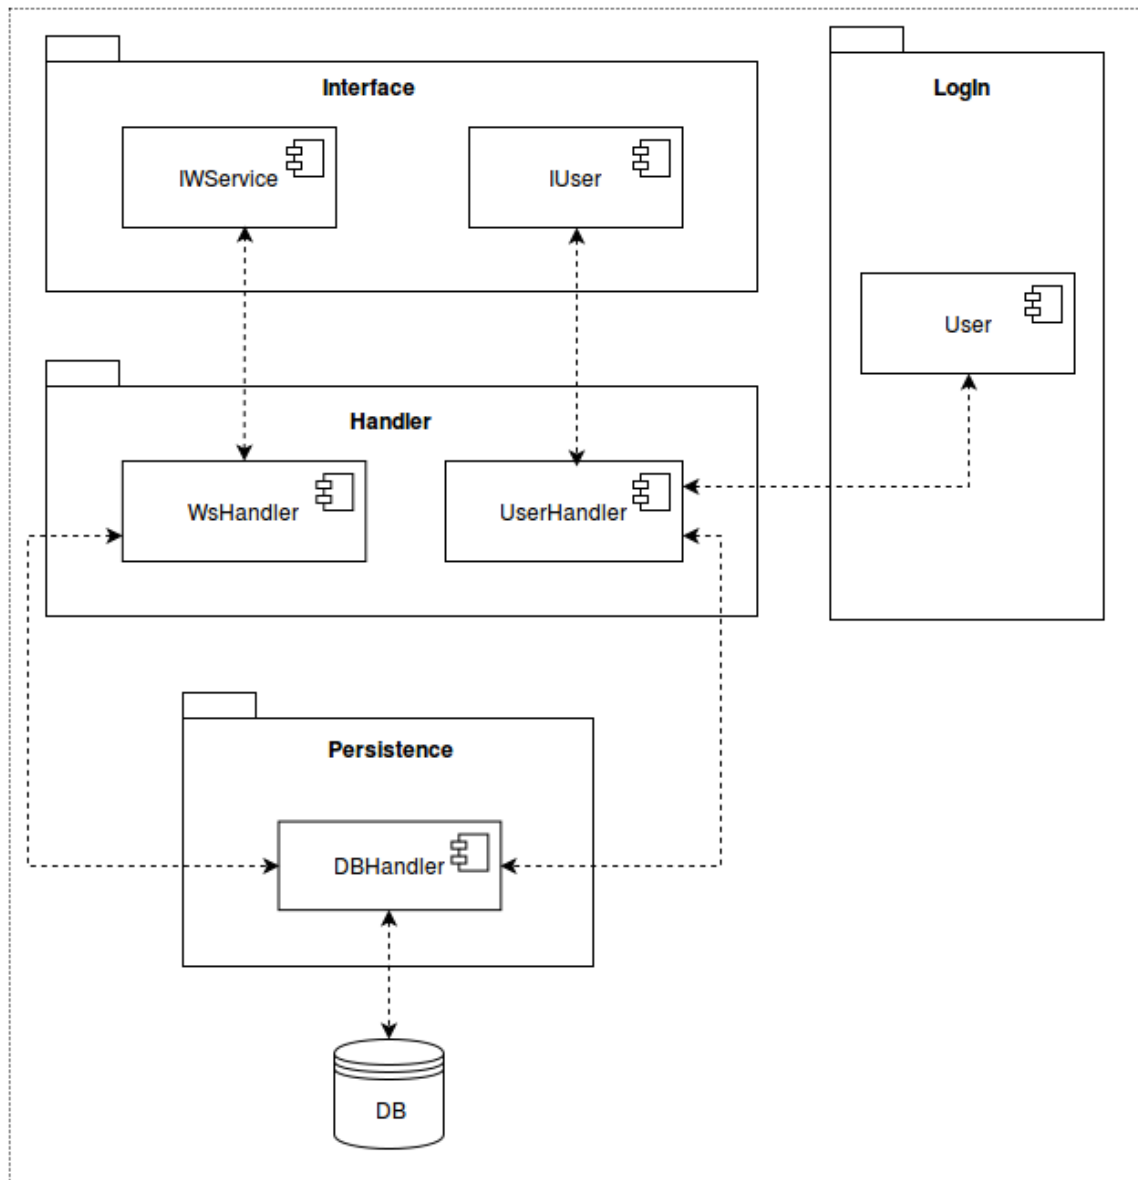 Interface
LogIn
IWService
IUser
User
Handler
WsHandler
UserHandler
Persistence
DBHandler
DB